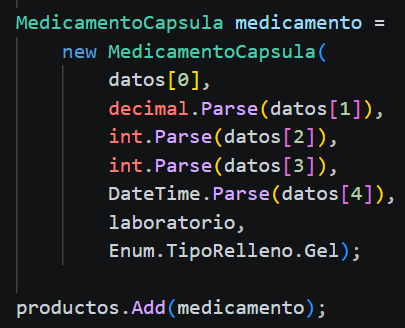 MedicamentoCapsula medicamento =
new MedicamentoCapsula(
datos[0],
decimal.Parse(datos[1]),
int.Parse(datos[2]),
int.Parse(datos[3]),
DateTime.Parse(datos[4]),
laboratorio,
Enum.TipoRelleno.Gel);
productos.Add(medicamento);